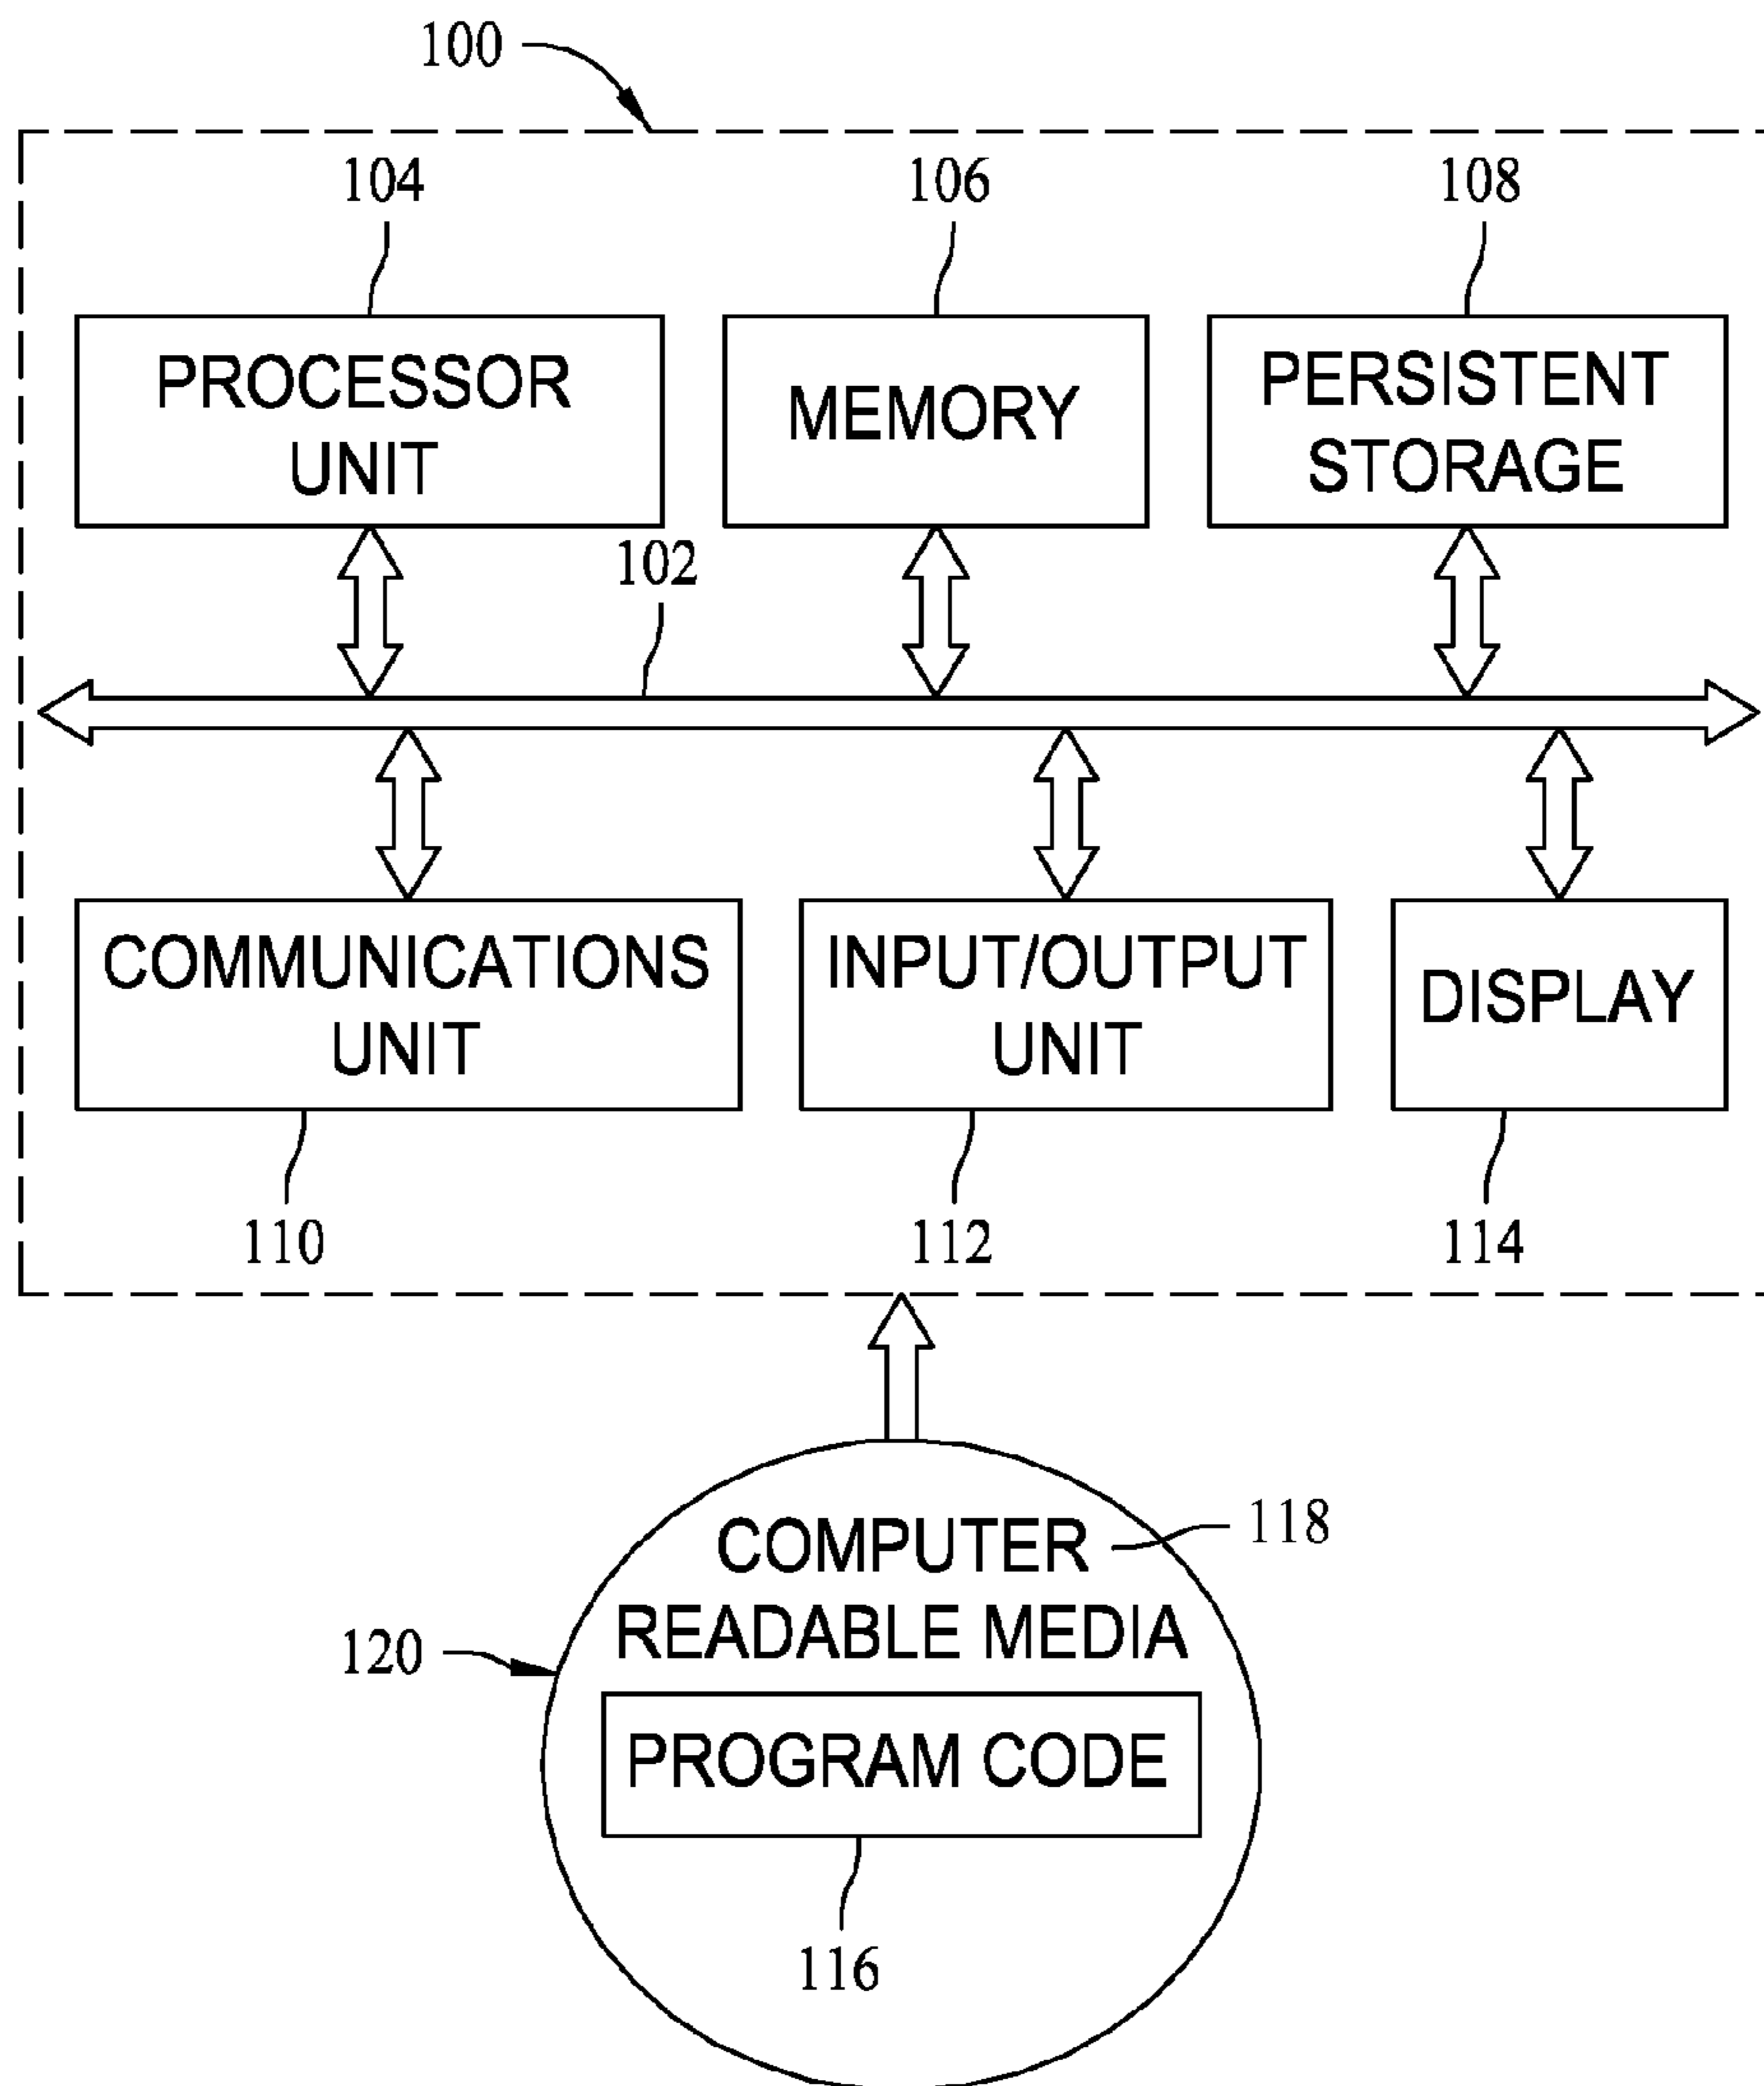 100
104
106
108
PROCESSOR
UNIT
MEMORY
PERSISTENT
STORAGE
102
COMMUNICATIONS
UNIT
INPUT/OUTPUT
UNIT
DISPLAY
110
112
114
COMPUTER
READABLE MEDIA
118
120
PROGRAM CODE
116